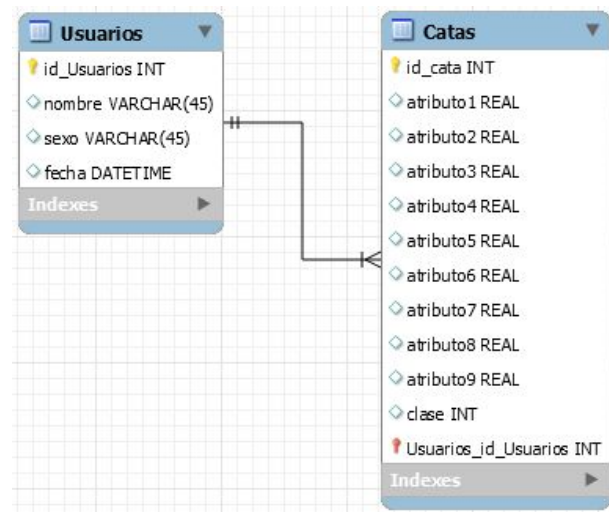 Usuarios
id_Usuarios INT
nombre VARCHAR(45)
sexo VARCHAR(45)
fecha DATETIME
Indexes
Catas
id_cata INT
atributo1 REAL
atributo2 REAL
atributo3 REAL
atributo4 REAL
atributo5 REAL
atributo6 REAL
atributo7 REAL
atributo8 REAL
atributo9 REAL
clase INT
Usuarios_id_Usuarios INT
Indexes